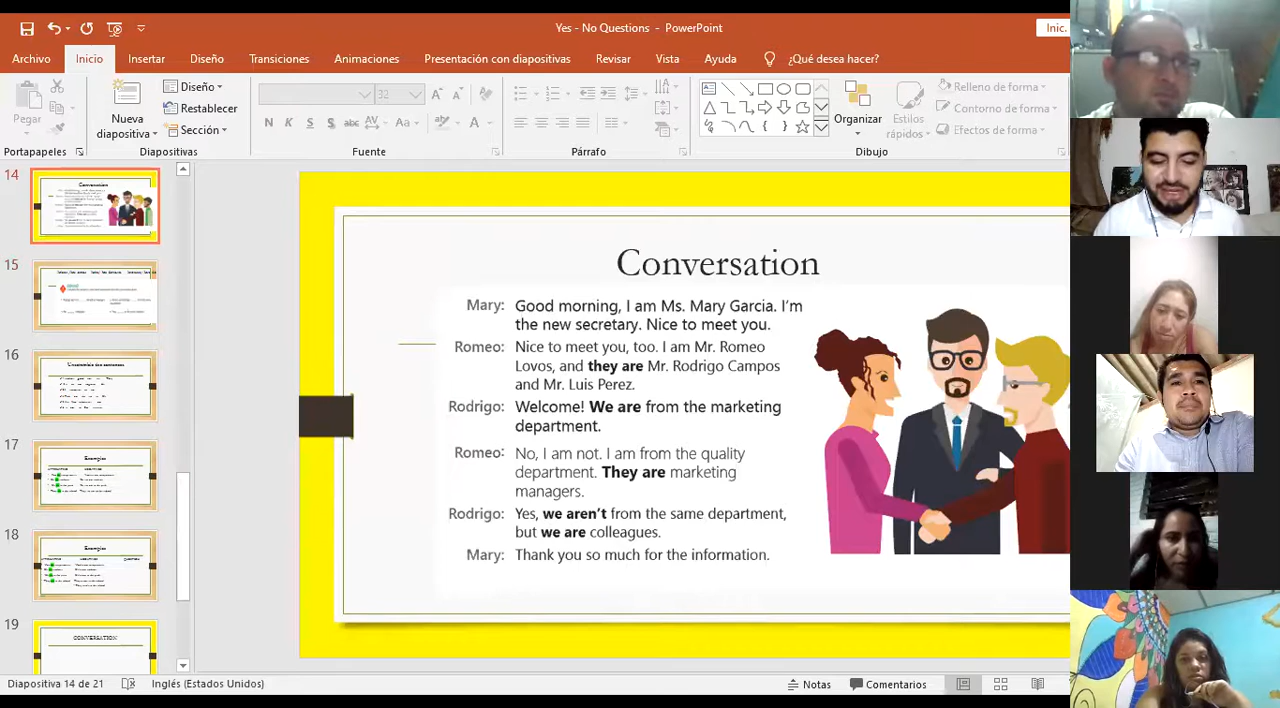 Yes - No Questions - PowerPoint
Inic.
Archivo Inicio Insertar Diseño Transiciones Animaciones Presentación con diapositivas Revisar Vista Ayuda ¿Qué desea hacer?
Pegar
Nueva diapositiva
Diseño
Restablecer
Sección
32
N K S S abc AV Aa A
Organizar
Estilos rápidos
Relleno de forma
Contorno de forma
Efectos de forma
Portapapeles Diapositivas Fuente Párrafo Dibujo
14
Conversation
15
16
17
Examples
18
Examples
19
CONVERSATION
Conversation
Mary: Good morning, I am Ms. Mary Garcia. I'm
the new secretary. Nice to meet you.
Romeo: Nice to meet you, too. I am Mr. Romeo
Lovos, and they are Mr. Rodrigo Campos
and Mr. Luis Perez.
Rodrigo: Welcome! We are from the marketing
department.
Romeo: No, I am not. I am from the quality
department. They are marketing
managers.
Rodrigo: Yes, we aren't from the same department,
but we are colleagues.
Mary: Thank you so much for the information.
Diapositiva 14 de 21 Inglés (Estados Unidos) Notas Comentarios